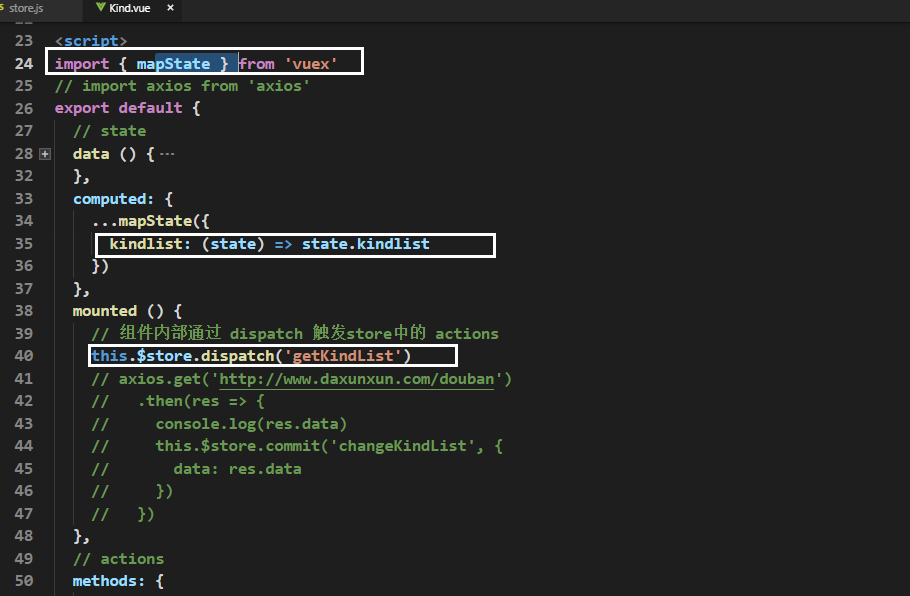 store.js Kind.vue ×
23 <script>
24 import { mapState } from 'vuex'
25 // import axios from 'axios'
26 export default {
27 // state
28 data () { ···
32 },
33 computed: {
34 ...mapState({
35 kindlist: (state) => state.kindlist
36 })
37 },
38 mounted () {
39 // 组件内部通过 dispatch 触发store中的 actions
40 this.$store.dispatch('getKindList')
41 // axios.get('http://www.daxunxun.com/douban')
42 // .then(res => {
43 // console.log(res.data)
44 // this.$store.commit('changeKindList', {
45 // data: res.data
46 // })
47 // })
48 },
49 // actions
50 methods: {